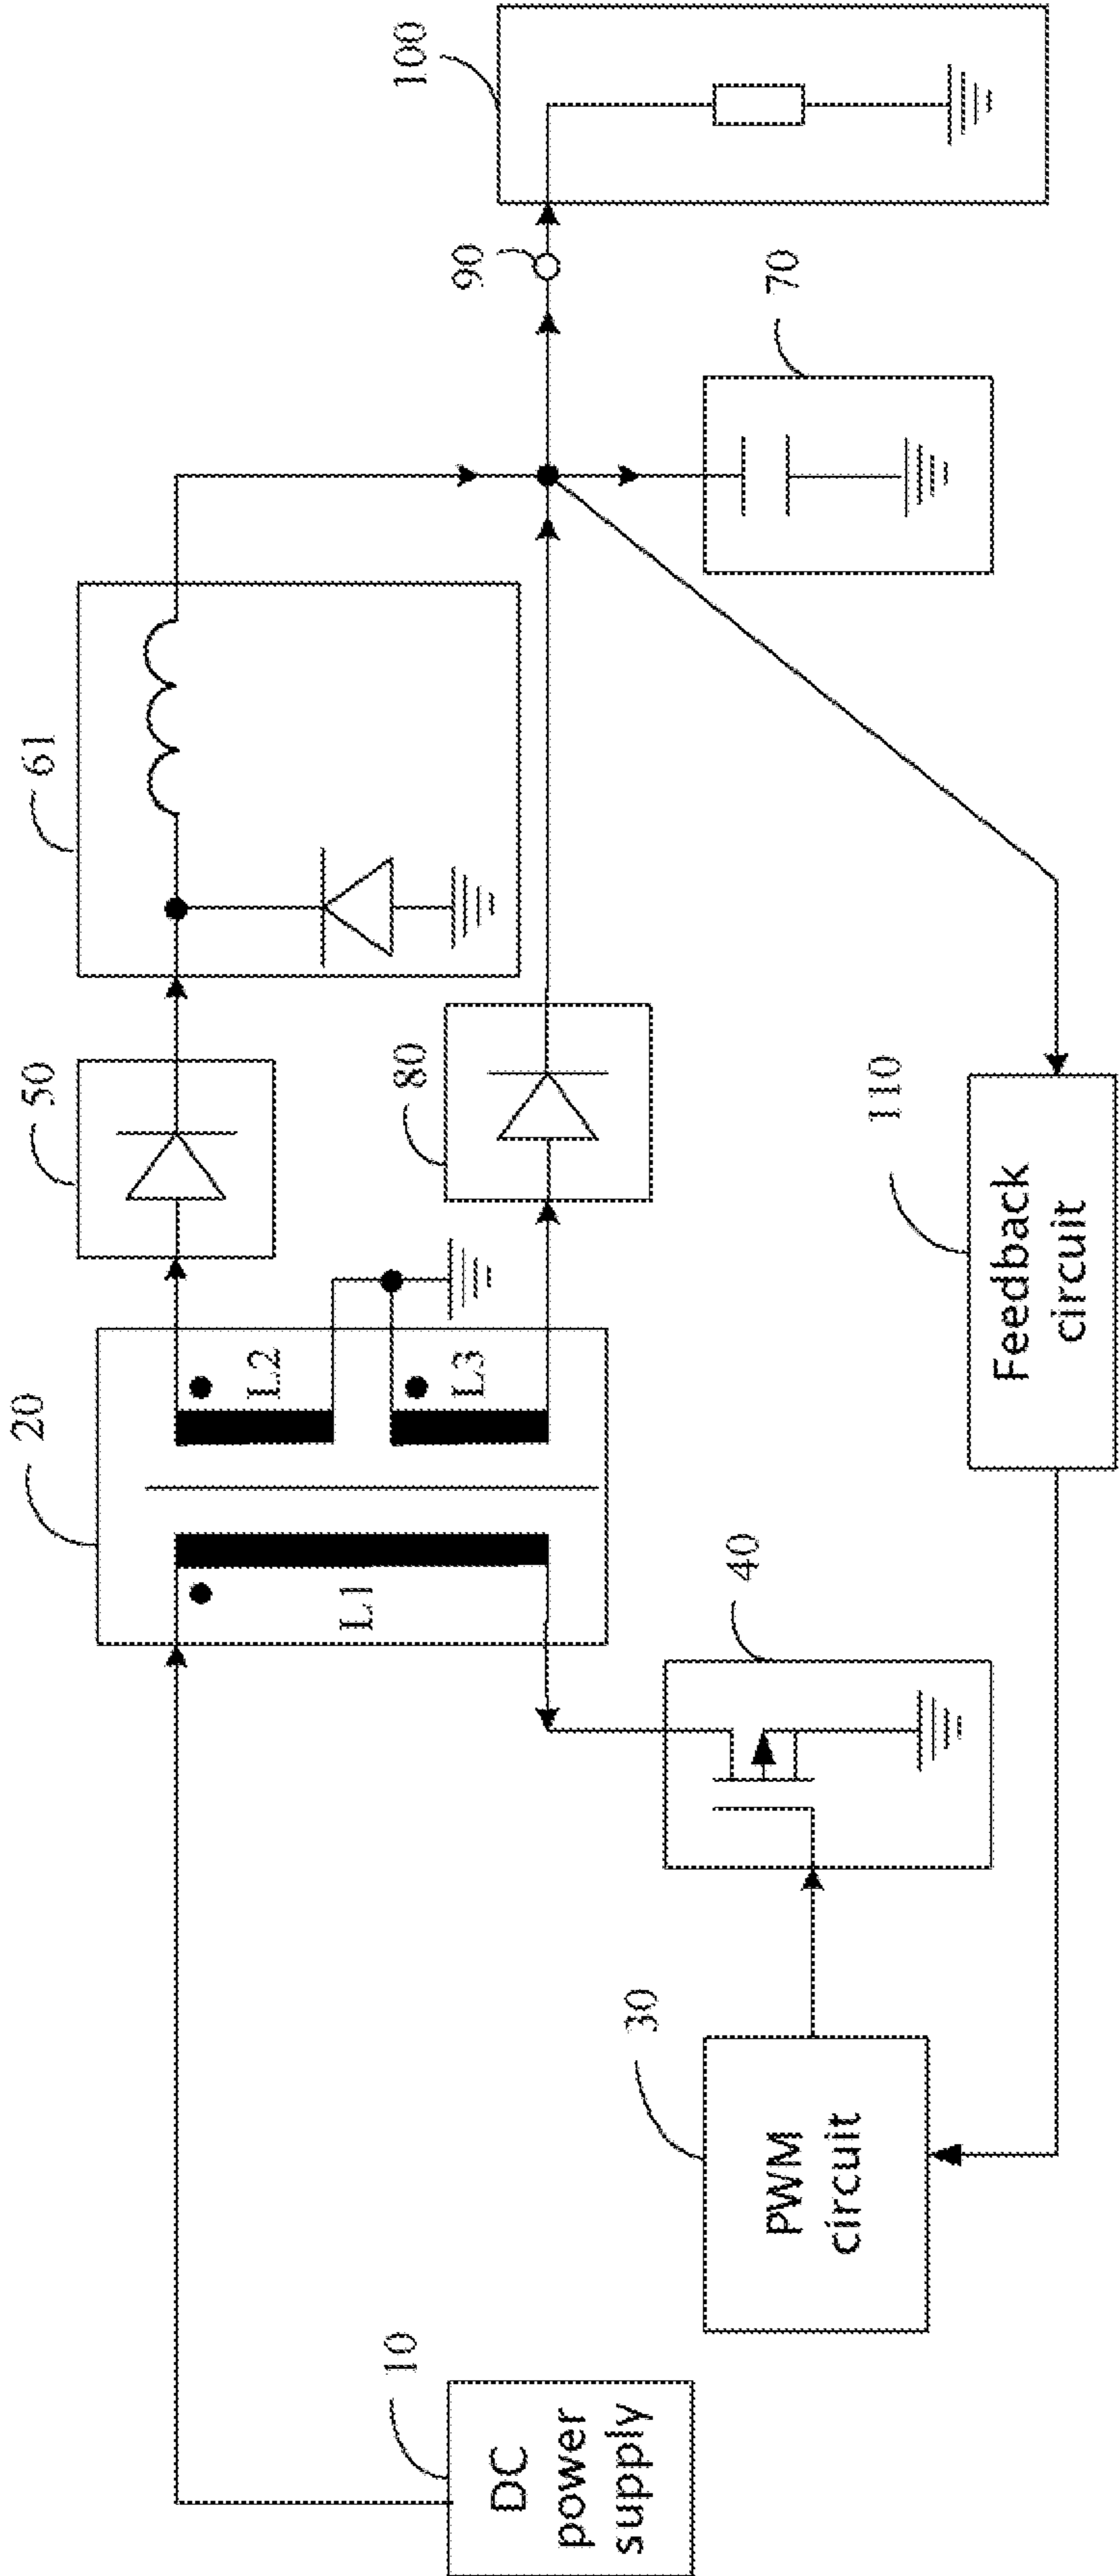 10
DC
power
supply
20
L1
L2
L3
30
PWM
circuit
40
50
61
80
70
90
100
110
Feedback
circuit